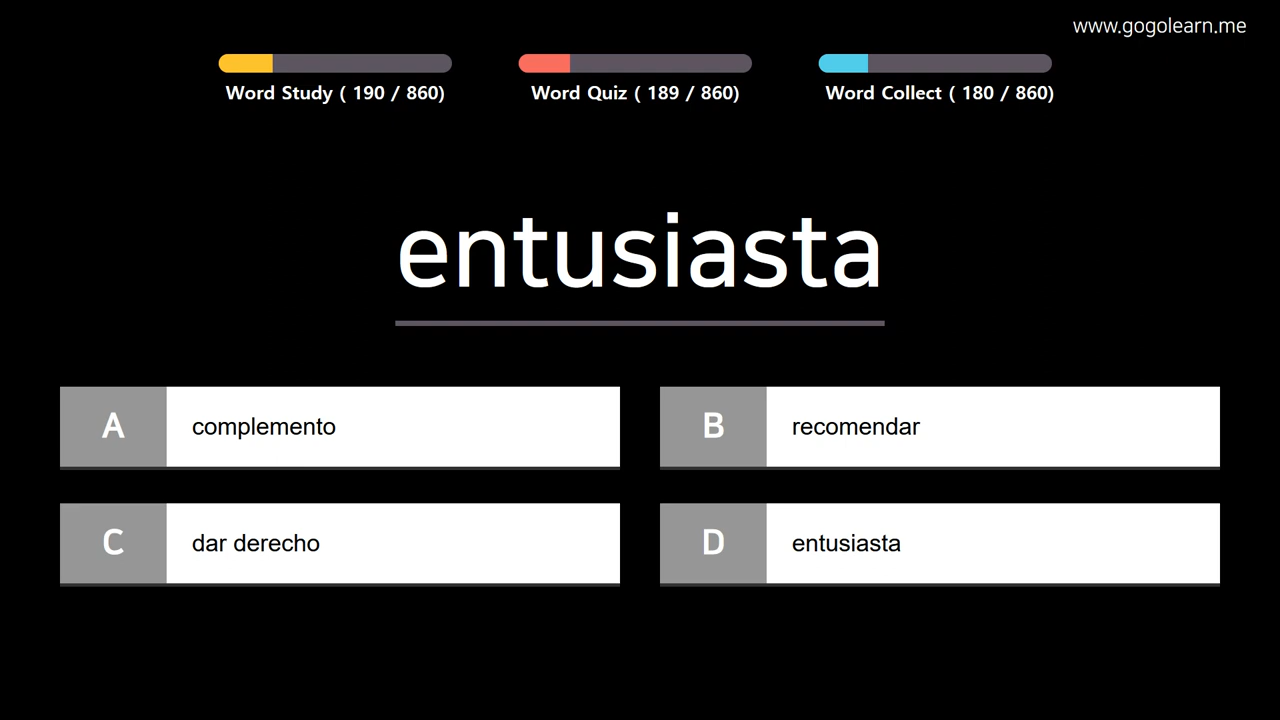 www.gogolearn.me
Word Study ( 190 / 860)
Word Quiz ( 189 / 860)
Word Collect ( 180 / 860)
entusiasta
A complemento
B recomendar
C dar derecho
D entusiasta